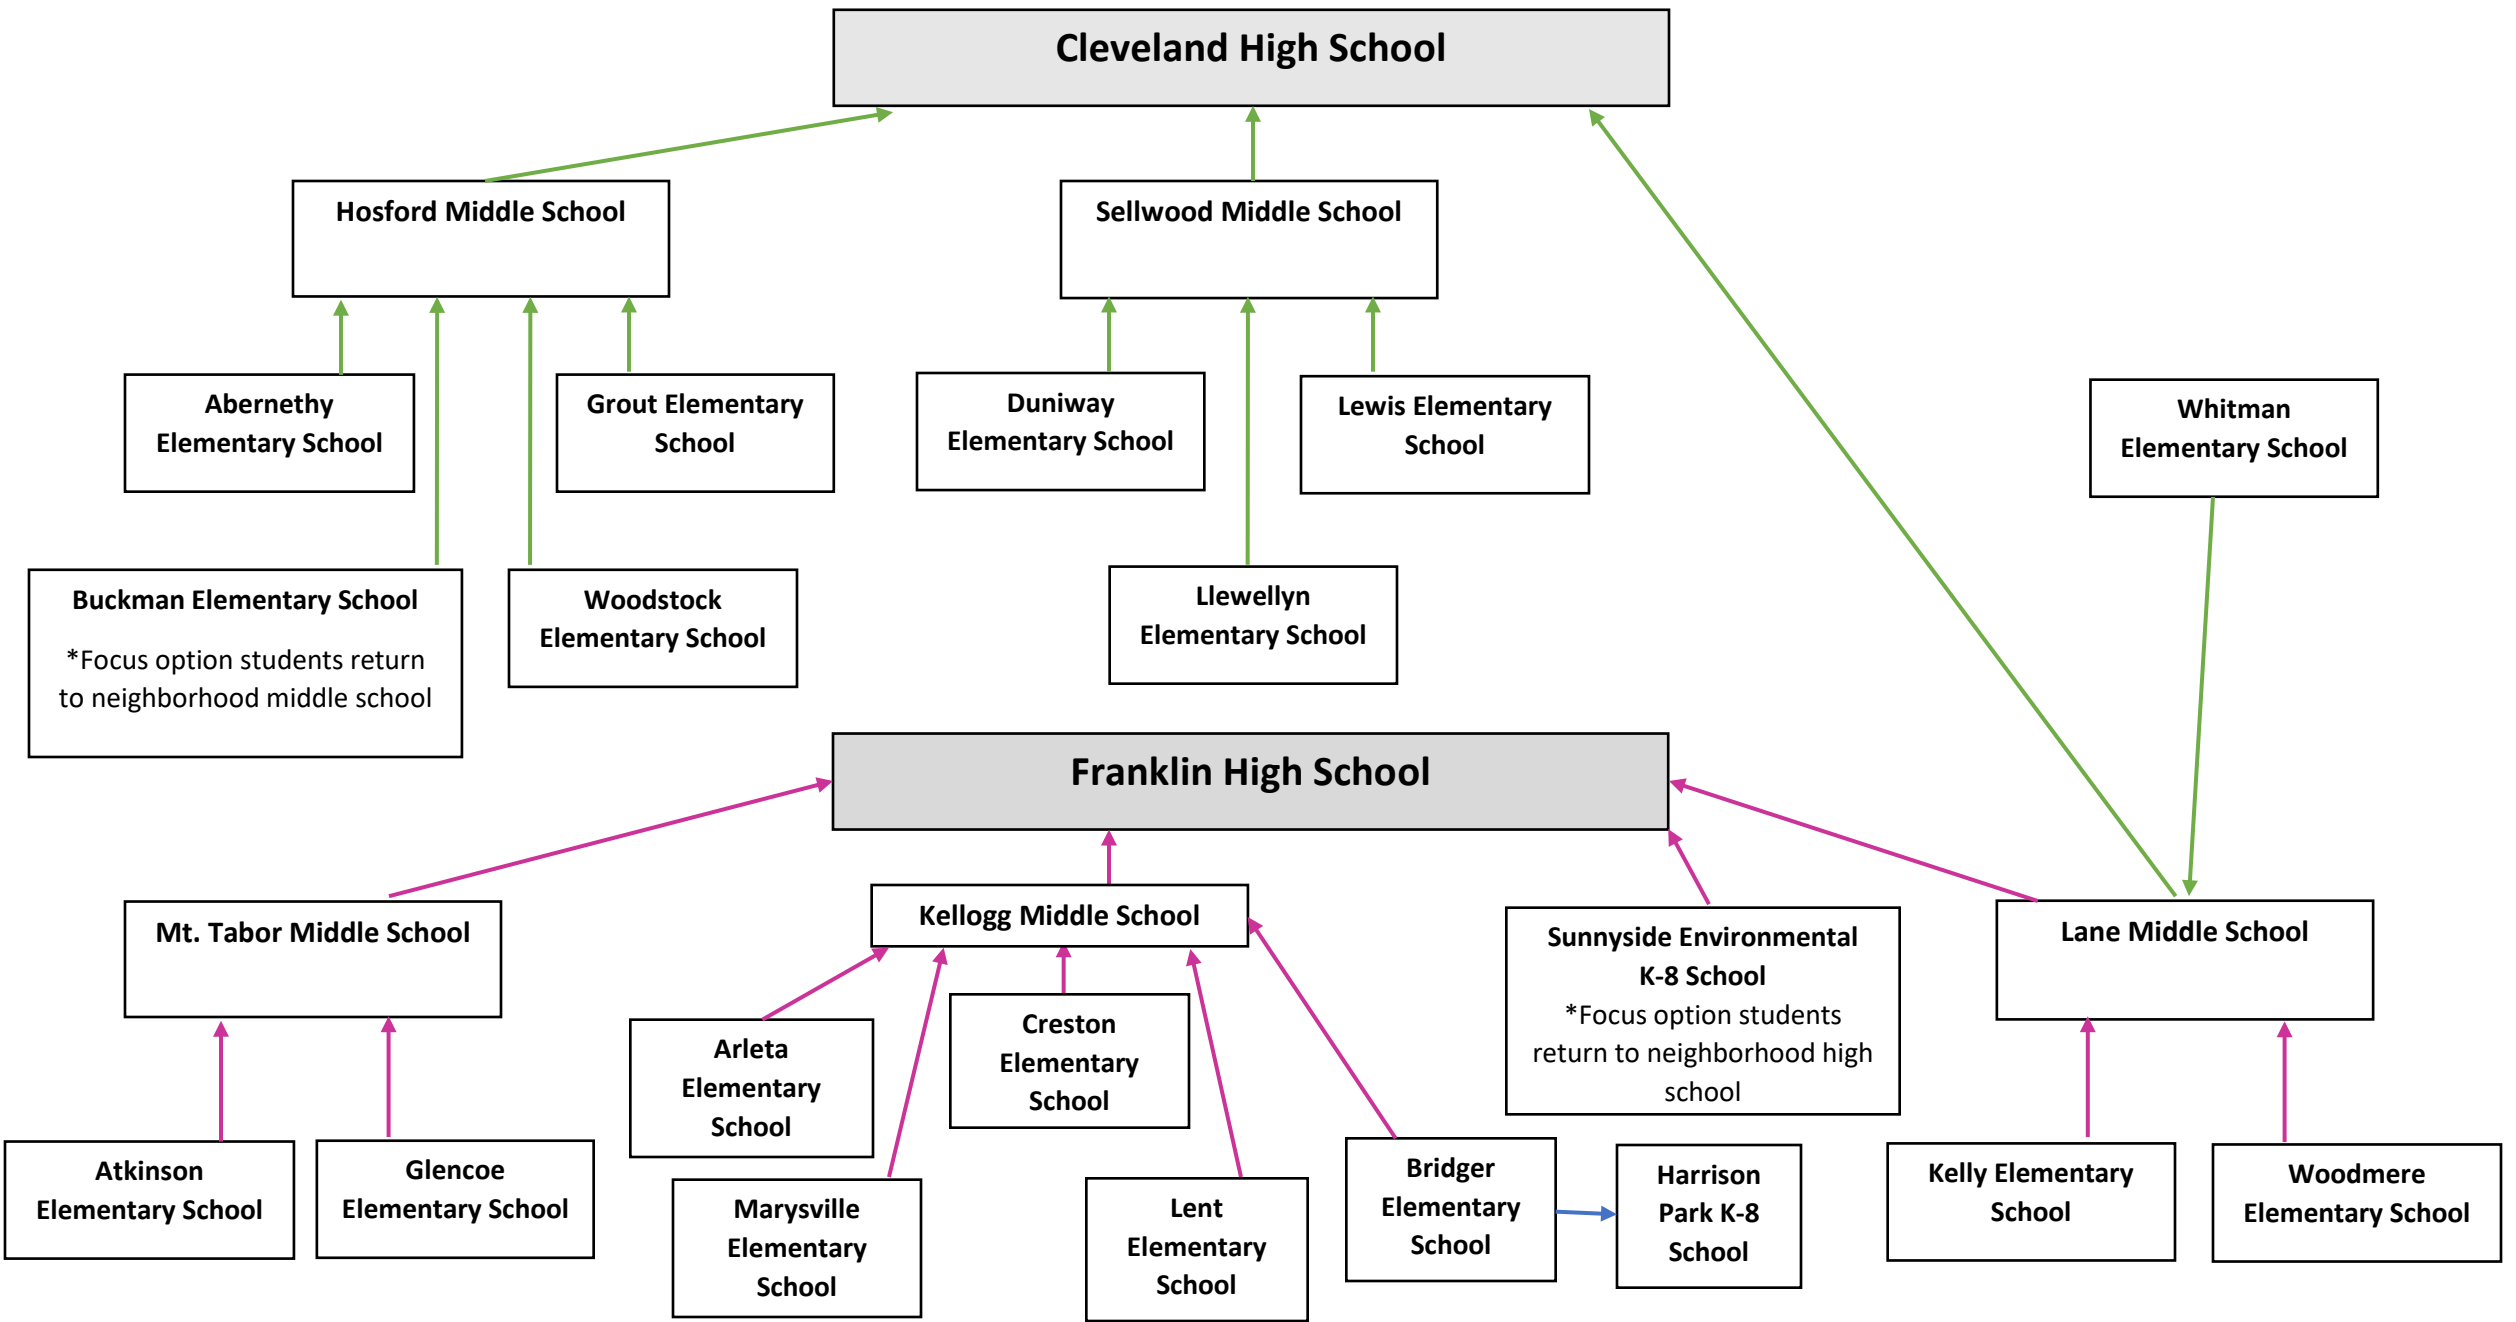 Cleveland High School
Hosford Middle School
Sellwood Middle School
Abernethy
Elementary School
Grout Elementary
School
Duniway
Elementary School
Lewis Elementary
School
Whitman
Elementary School
Buckman Elementary School
*Focus option students return
to neighborhood middle school
Woodstock
Elementary School
Llewellyn
Elementary School
Franklin High School
Mt. Tabor Middle School
Kellogg Middle School
Sunnyside Environmental
K-8 School
*Focus option students
return to neighborhood high
school
Lane Middle School
Arleta
Elementary
School
Creston
Elementary
School
Atkinson
Elementary School
Glencoe
Elementary School
Marysville
Elementary
School
Lent
Elementary
School
Bridger
Elementary
School
Harrison
Park K-8
School
Kelly Elementary
School
Woodmere
Elementary School